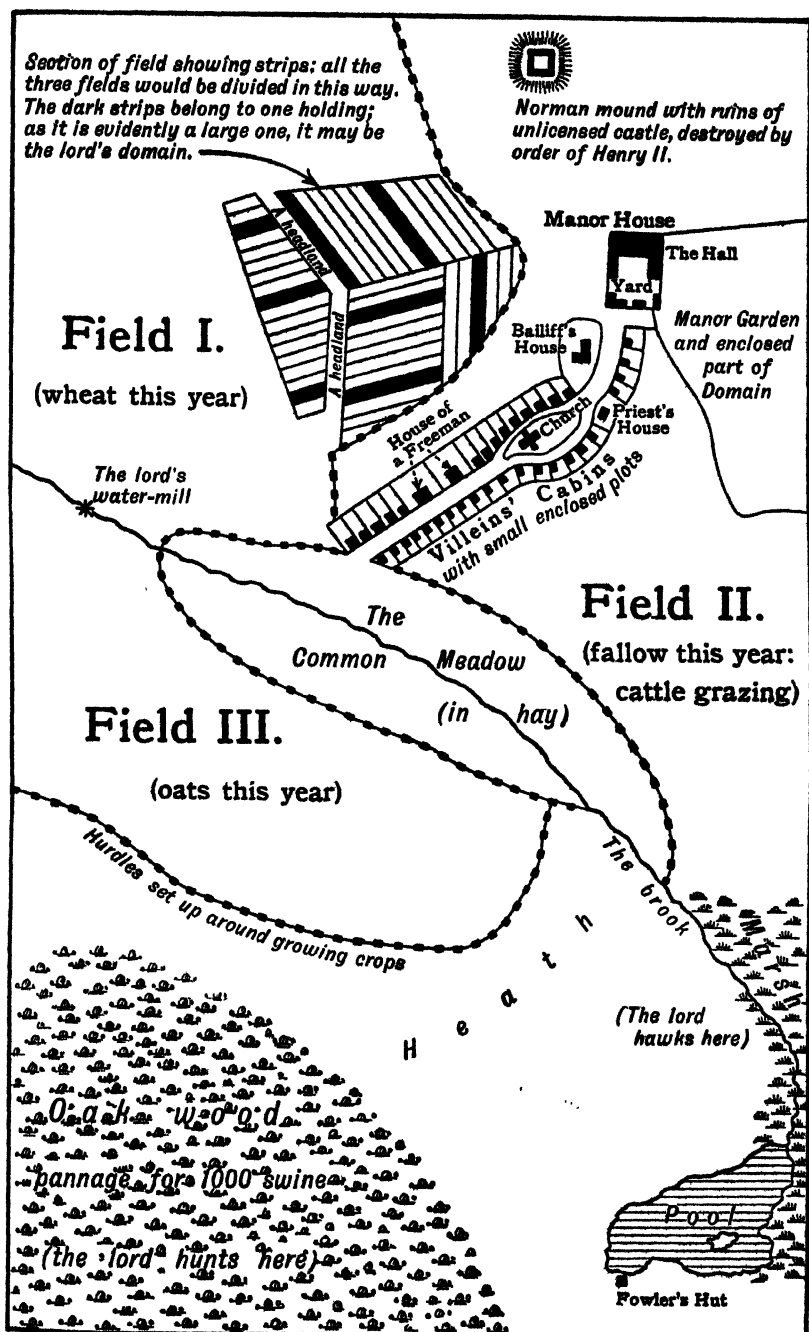 Section of field showing strips; all the
three fields would be divided in this way.
The dark strips belong to one holding;
as it is evidently a large one, it may be
the lord's domain.
Norman mound with ruins of
unlicensed castle, destroyed by
order of Henry II.
Manor House
The Hall
Yard
A headland
A headland
Field I.
(wheat this year)
Bailiff's
House
Manor Garden
and enclosed
part of
Domain
House of
a Freeman
Church
Priest's
House
Villeins' Cabins
with small enclosed plots
The lord's
water-mill
The
Common Meadow
(in hay)
Field II.
(fallow this year:
cattle grazing)
Field III.
(oats this year)
Hurdles set up around growing crops
The brook
Marsh
Heath
(The lord
hawks here)
Oak wood
pannage for 1000 swine
(the lord hunts here)
Pool
Fowler's Hut